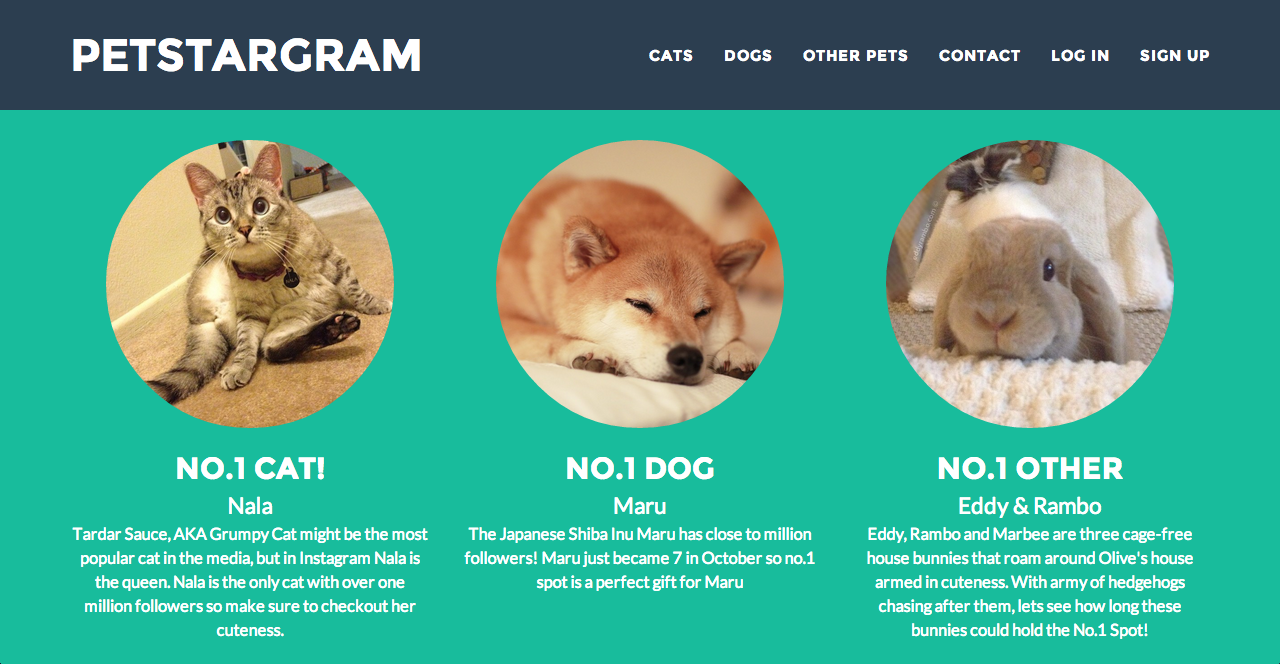 PETSTARGRAM
CATS DOGS OTHER PETS CONTACT LOG IN SIGN UP
NO.1 CAT!
Nala
Tardar Sauce, AKA Grumpy Cat might be the most
popular cat in the media, but in Instagram Nala is
the queen. Nala is the only cat with over one
million followers so make sure to checkout her
cuteness.
NO.1 DOG
Maru
The Japanese Shiba Inu Maru has close to million
followers! Maru just became 7 in October so no.1
spot is a perfect gift for Maru
NO.1 OTHER
Eddy & Rambo
Eddy, Rambo and Marbee are three cage-free
house bunnies that roam around Olive's house
armed in cuteness. With army of hedgehogs
chasing after them, lets see how long these
bunnies could hold the No.1 Spot!